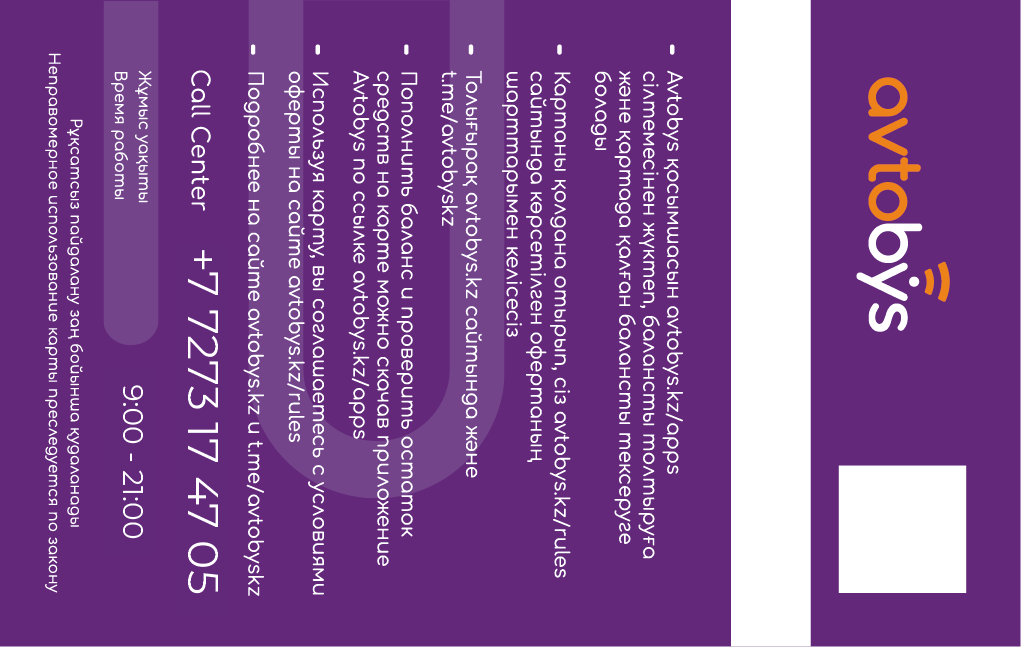 avtobýs
- Avtobys қосымшасын avtobys.kz/apps
сілтемесінен жүктеп, балансты толтыруға
және қартада қалған балансты тексеруге
болады
- Картаны қолдана отырып, сіз avtobys.kz/rules
сайтында көрсетілген офертаның
шарттарымен келісесіз
- Толығырақ avtobys.kz сайтында және
t.me/avtobyskz
- Пополнить баланс и проверить остаток
средств на карте можно скачав приложение
Avtobys по ссылке avtobys.kz/apps
- Используя карту, вы соглашаетесь с условиями
оферты на сайте avtobys.kz/rules
- Подробнее на сайте avtobys.kz и t.me/avtobyskz
Call Center +7 7273 17 47 05
Жұмыс уақыты
Время работы
9:00 - 21:00
Рұқсатсыз пайдалану заң бойынша қудаланады
Неправомерное использование карты преследуется по закону